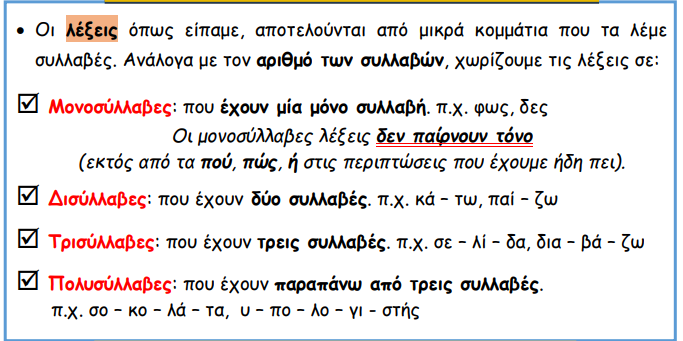 • Οι λέξεις όπως είπαμε, αποτελούνται από μικρά κομμάτια που τα λέμε
συλλαβές. Ανάλογα με τον αριθμό των συλλαβών, χωρίζουμε τις λέξεις σε:
☑ Μονοσύλλαβες: που έχουν μία μόνο συλλαβή. π.χ. φως, δες
Οι μονοσύλλαβες λέξεις δεν παίρνουν τόνο
(εκτός από τα πού, πώς, ή στις περιπτώσεις που έχουμε ήδη πει).
☑ Δισύλλαβες: που έχουν δύο συλλαβές. π.χ. κά – τω, παί – ζω
☑ Τρισύλλαβες: που έχουν τρεις συλλαβές. π.χ. σε – λί – δα, δια – βά – ζω
☑ Πολυσύλλαβες: που έχουν παραπάνω από τρεις συλλαβές.
π.χ. σο – κο – λά – τα, υ – πο – λο – γι - στής